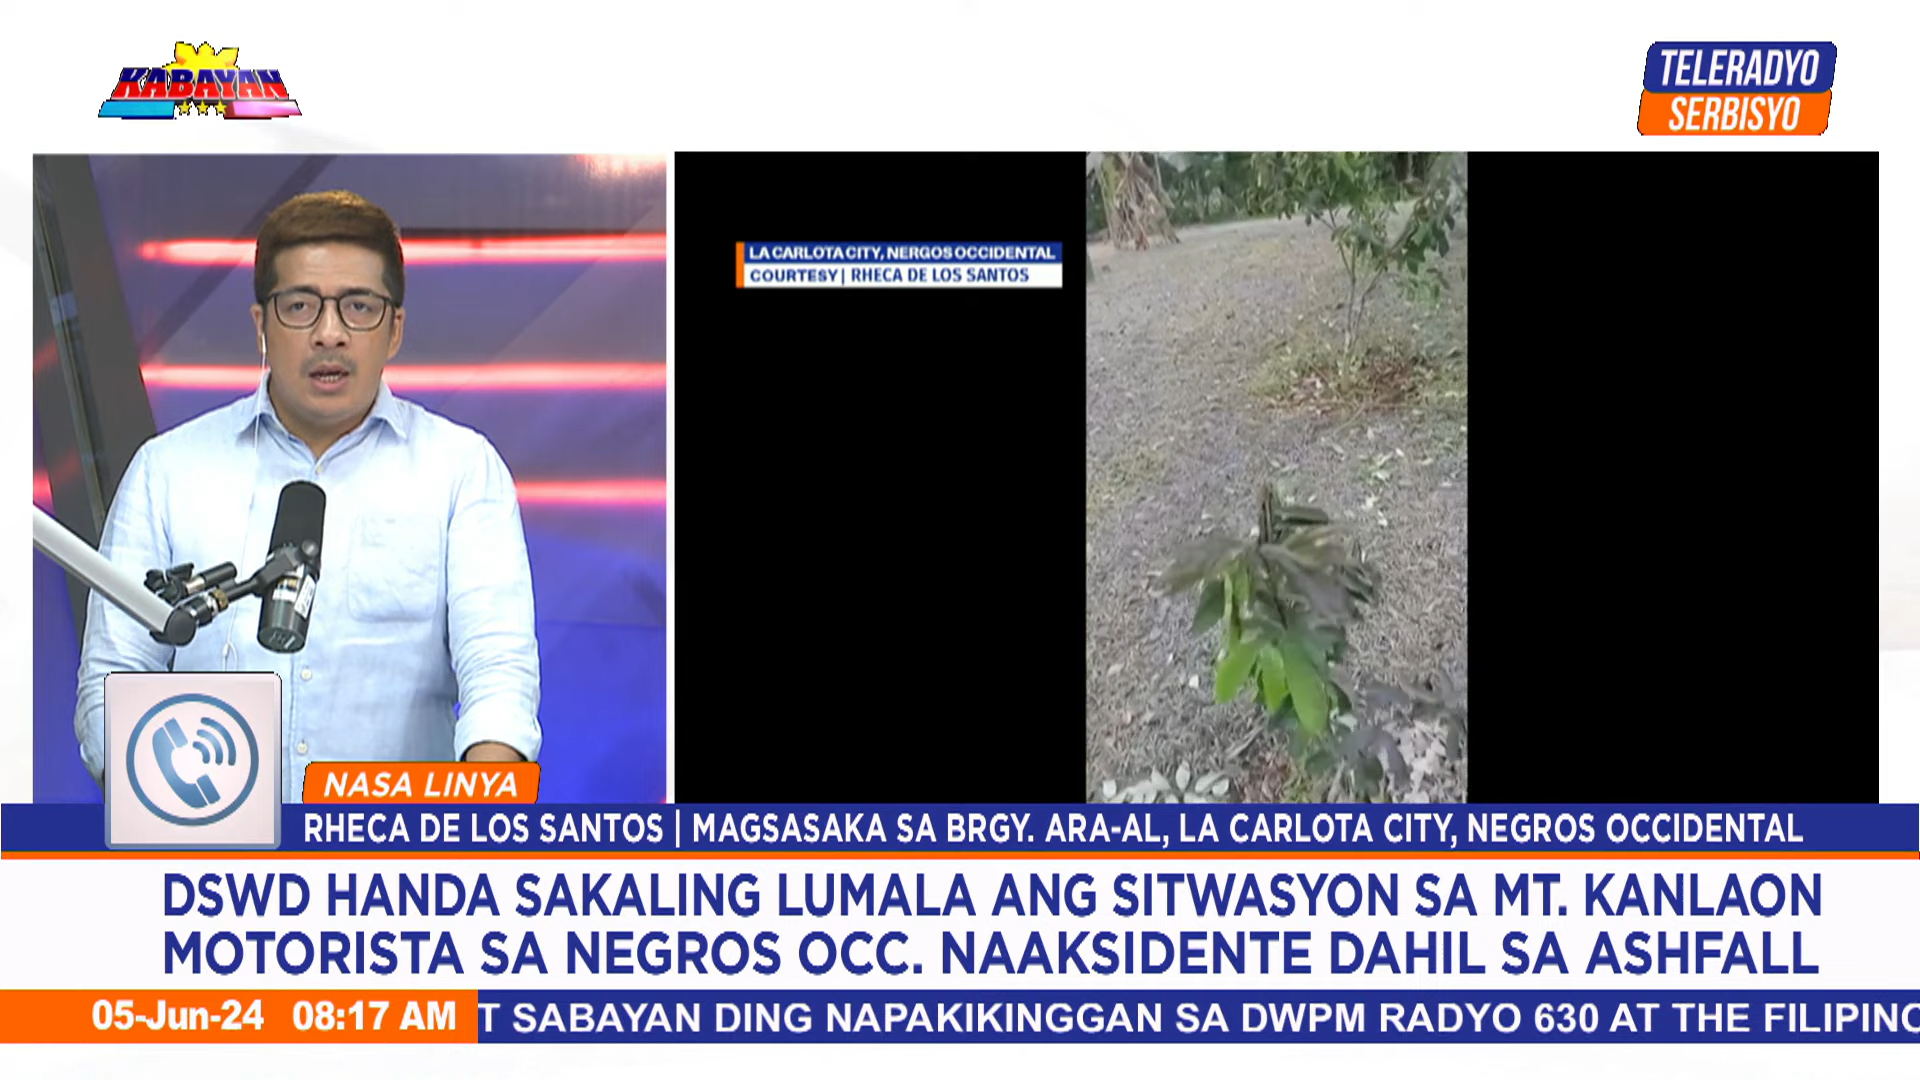 KABAYAN
TELERADYO
SERBISYO
LA CARLOTA CITY, NERGOS OCCIDENTAL
COURTESY | RHECA DE LOS SANTOS
NASA LINYA
RHECA DE LOS SANTOS | MAGSASAKA SA BRGY. ARA-AL, LA CARLOTA CITY, NEGROS OCCIDENTAL
DSWD HANDA SAKALING LUMALA ANG SITWASYON SA MT. KANLAON
MOTORISTA SA NEGROS OCC. NAAKSIDENTE DAHIL SA ASHFALL
05-Jun-24 08:17 AM
T SABAYAN DING NAPAKIKINGGAN SA DWPM RADYO 630 AT THE FILIPINO